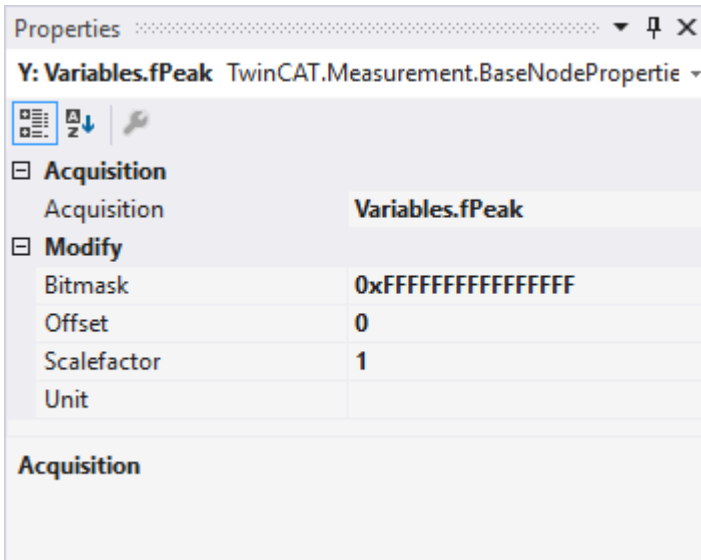 Properties
Y: Variables.fPeak TwinCAT.Measurement.BaseNodePropertie
Acquisition
Acquisition Variables.fPeak
Modify
Bitmask 0xFFFFFFFFFFFFFFFF
Offset 0
Scalefactor 1
Unit
Acquisition